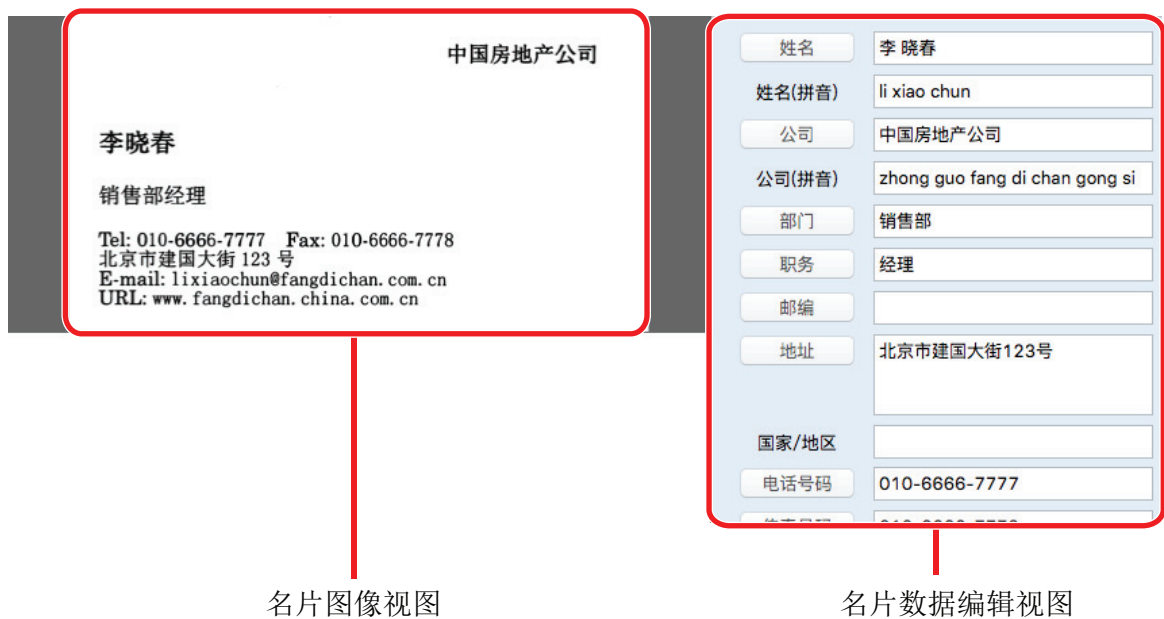 中国房地产公司
李晓春
销售部经理
Tel: 010-6666-7777 Fax: 010-6666-7778
北京市建国大街 123 号
E-mail: lixiaochun@fangdichan.com.cn
URL: www.fangdichan.china.com.cn
姓名 李 晓春
姓名(拼音) li xiao chun
公司 中国房地产公司
公司(拼音) zhong guo fang di chan gong si
部门 销售部
职务 经理
邮编
地址 北京市建国大街123号
国家/地区
电话号码 010-6666-7777
名片图像视图
名片数据编辑视图